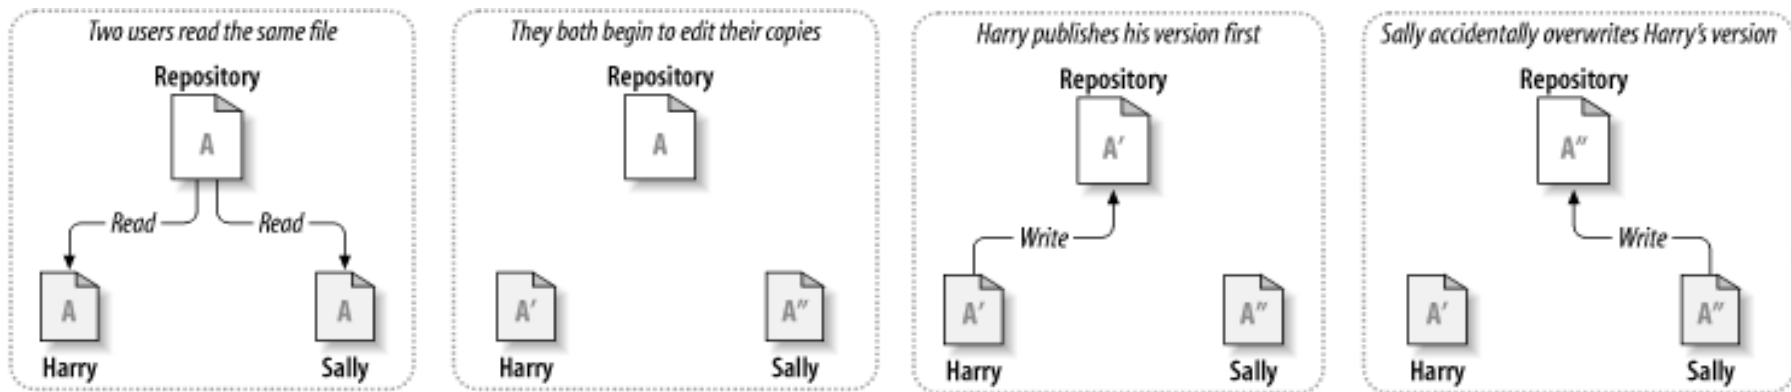 Two users read the same file
Repository
A
Read
Read
A
A
Harry
Sally
They both begin to edit their copies
Repository
A
A'
A"
Harry
Sally
Harry publishes his version first
Repository
A'
Write
A'
A"
Harry
Sally
Sally accidentally overwrites Harry's version
Repository
A"
Write
A'
A"
Harry
Sally